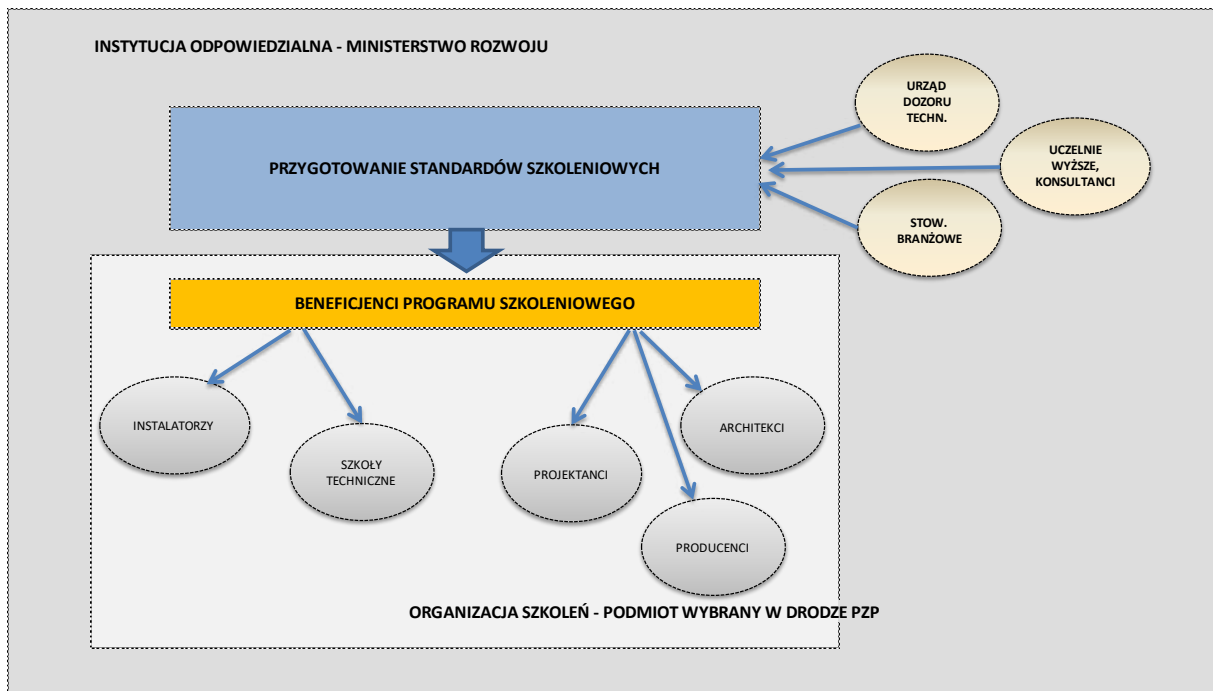 INSTYTUCJA ODPOWIEDZIALNA - MINISTERSTWO ROZWOJU
URZĄD
DOZORU
TECHN.
PRZYGOTOWANIE STANDARDÓW SZKOLENIOWYCH
UCZELNIE
WYŻSZE,
KONSULTANCI
STOW.
BRANŻOWE
BENEFICJENCI PROGRAMU SZKOLENIOWEGO
INSTALATORZY
SZKOŁY
TECHNICZNE
PROJEKTANCI
ARCHITEKCI
PRODUCENCI
ORGANIZACJA SZKOLEŃ - PODMIOT WYBRANY W DRODZE PZP